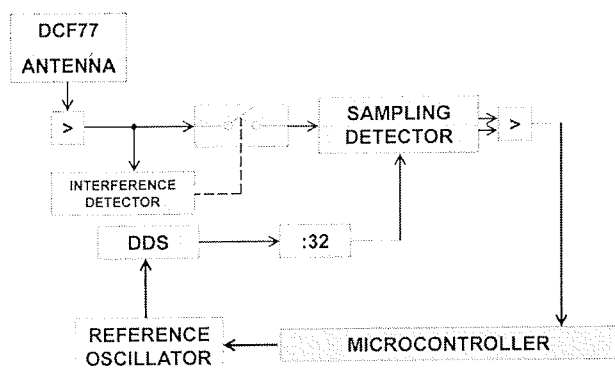 DCF77
ANTENNA
>
INTERFERENCE
DETECTOR
SAMPLING
DETECTOR
>
DDS
:32
REFERENCE
OSCILLATOR
MICROCONTROLLER